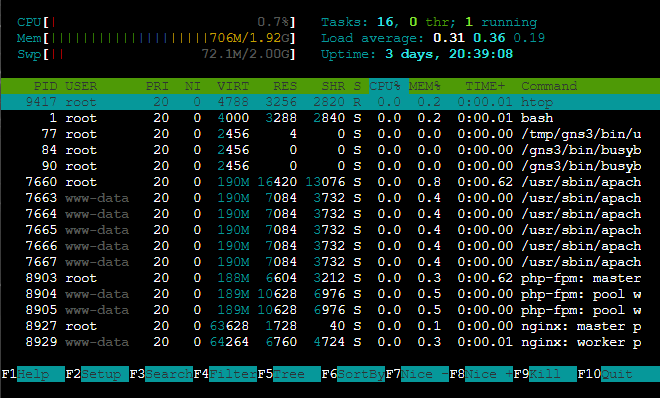 CPU[| 0.7%] Tasks: 16, 0 thr; 1 running
Mem[|||||||||||||||||||||706M/1.92G] Load average: 0.31 0.36 0.19
Swp[| 72.1M/2.00G] Uptime: 3 days, 20:39:08
PID USER PRI NI VIRT RES SHR S CPU% MEM% TIME+ Command
9417 root 20 0 4788 3256 2820 R 0.0 0.2 0:00.01 htop
1 root 20 0 4000 3288 2840 S 0.0 0.2 0:00.01 bash
77 root 20 0 2456 4 0 S 0.0 0.0 0:00.00 /tmp/gns3/bin/u
84 root 20 0 2456 0 0 S 0.0 0.0 0:00.00 /gns3/bin/busyb
90 root 20 0 2456 0 0 S 0.0 0.0 0:00.00 /gns3/bin/busyb
7660 root 20 0 190M 16420 13076 S 0.0 0.8 0:00.62 /usr/sbin/apach
7663 www-data 20 0 190M 7084 3732 S 0.0 0.4 0:00.00 /usr/sbin/apach
7664 www-data 20 0 190M 7084 3732 S 0.0 0.4 0:00.00 /usr/sbin/apach
7665 www-data 20 0 190M 7084 3732 S 0.0 0.4 0:00.00 /usr/sbin/apach
7666 www-data 20 0 190M 7084 3732 S 0.0 0.4 0:00.00 /usr/sbin/apach
7667 www-data 20 0 190M 7084 3732 S 0.0 0.4 0:00.00 /usr/sbin/apach
8903 root 20 0 188M 6604 3212 S 0.0 0.3 0:00.62 php-fpm: master
8904 www-data 20 0 188M 10628 6976 S 0.0 0.5 0:00.00 php-fpm: pool w
8905 www-data 20 0 188M 10628 6976 S 0.0 0.5 0:00.00 php-fpm: pool w
8927 root 20 0 63628 1728 40 S 0.0 0.1 0:00.00 nginx: master p
8929 www-data 20 0 64264 6760 4724 S 0.0 0.3 0:00.01 nginx: worker p
F1Help F2Setup F3SearchF4FilterF5Tree F6SortByF7Nice -F8Nice +F9Kill F10Quit